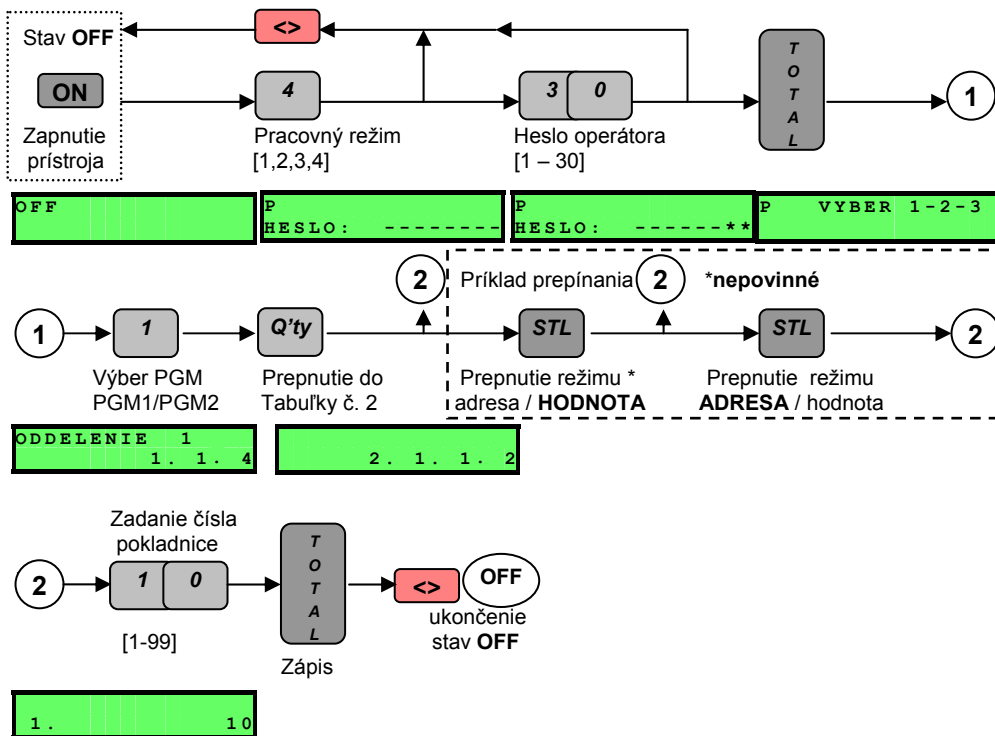 Stav OFF
<>
ON
4
3 0
TOTAL
1
Zapnutie
prístroja
Pracovný režim
[1,2,3,4]
Heslo operátora
[1 – 30]
OFF
P
HESLO: --------
P
HESLO: ------**
P VYBER 1-2-3
2
Príklad prepínania
2
*nepovinné
1
1
Q'ty
STL
STL
2
Výber PGM
PGM1/PGM2
Prepnutie do
Tabuľky č. 2
Prepnutie režimu *
adresa / HODNOTA
Prepnutie režimu
ADRESA / hodnota
ODDELENIE 1
1. 1. 4
2. 1. 1. 2
Zadanie čísla
pokladnice
2
1 0
TOTAL
<>
OFF
[1-99]
Zápis
ukončenie
stav OFF
1. 10